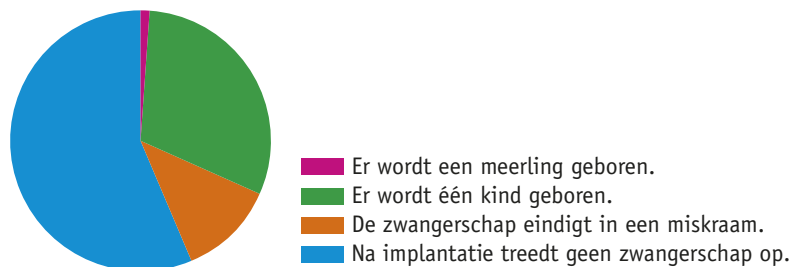 Er wordt een meerling geboren.
Er wordt één kind geboren.
De zwangerschap eindigt in een miskraam.
Na implantatie treedt geen zwangerschap op.